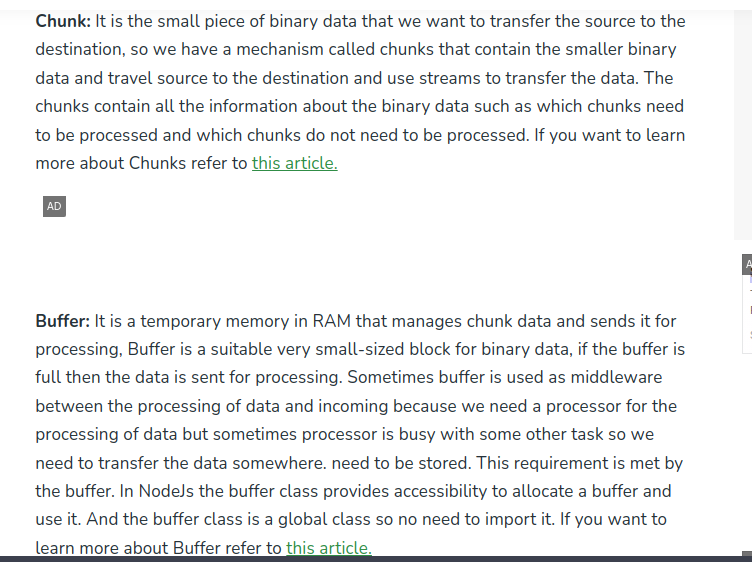 Chunk: It is the small piece of binary data that we want to transfer the source to the
destination, so we have a mechanism called chunks that contain the smaller binary
data and travel source to the destination and use streams to transfer the data. The
chunks contain all the information about the binary data such as which chunks need
to be processed and which chunks do not need to be processed. If you want to learn
more about Chunks refer to this article.
AD
Buffer: It is a temporary memory in RAM that manages chunk data and sends it for
processing, Buffer is a suitable very small-sized block for binary data, if the buffer is
full then the data is sent for processing. Sometimes buffer is used as middleware
between the processing of data and incoming because we need a processor for the
processing of data but sometimes processor is busy with some other task so we
need to transfer the data somewhere. need to be stored. This requirement is met by
the buffer. In NodeJs the buffer class provides accessibility to allocate a buffer and
use it. And the buffer class is a global class so no need to import it. If you want to
learn more about Buffer refer to this article.